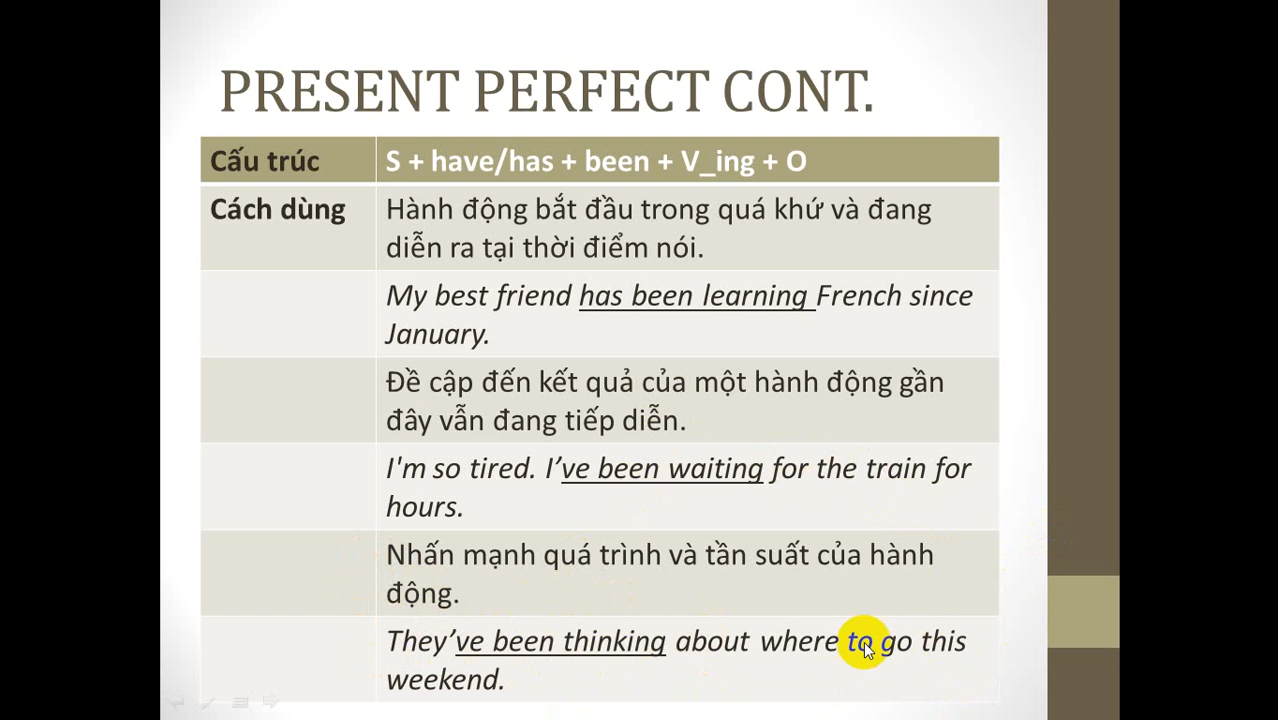 PRESENT PERFECT CONT.
Cấu trúc
S + have/has + been + V_ing + O
Cách dùng
Hành động bắt đầu trong quá khứ và đang
diễn ra tại thời điểm nói.
My best friend has been learning French since
January.
Đề cập đến kết quả của một hành động gần
đây vẫn đang tiếp diễn.
I'm so tired. I’ve been waiting for the train for
hours.
Nhấn mạnh quá trình và tần suất của hành
động.
They’ve been thinking about where to go this
weekend.